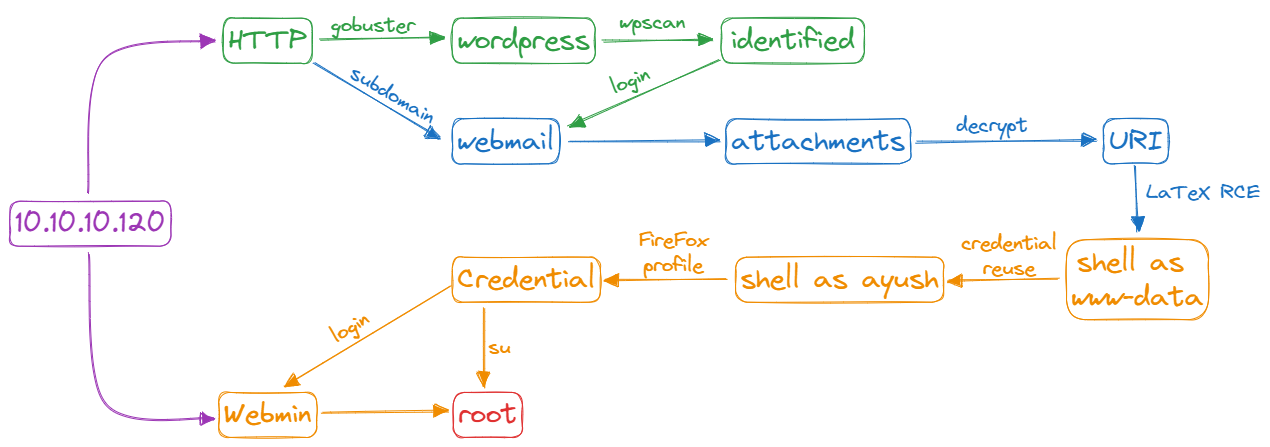 HTTP
gobuster
wordpress
wpscan
identified
subdomain
login
webmail
attachments
decrypt
URI
LaTeX RCE
10.10.10.120
shell as
www-data
credential
reuse
shell as ayush
FireFox
profile
Credential
login
su
Webmin
root